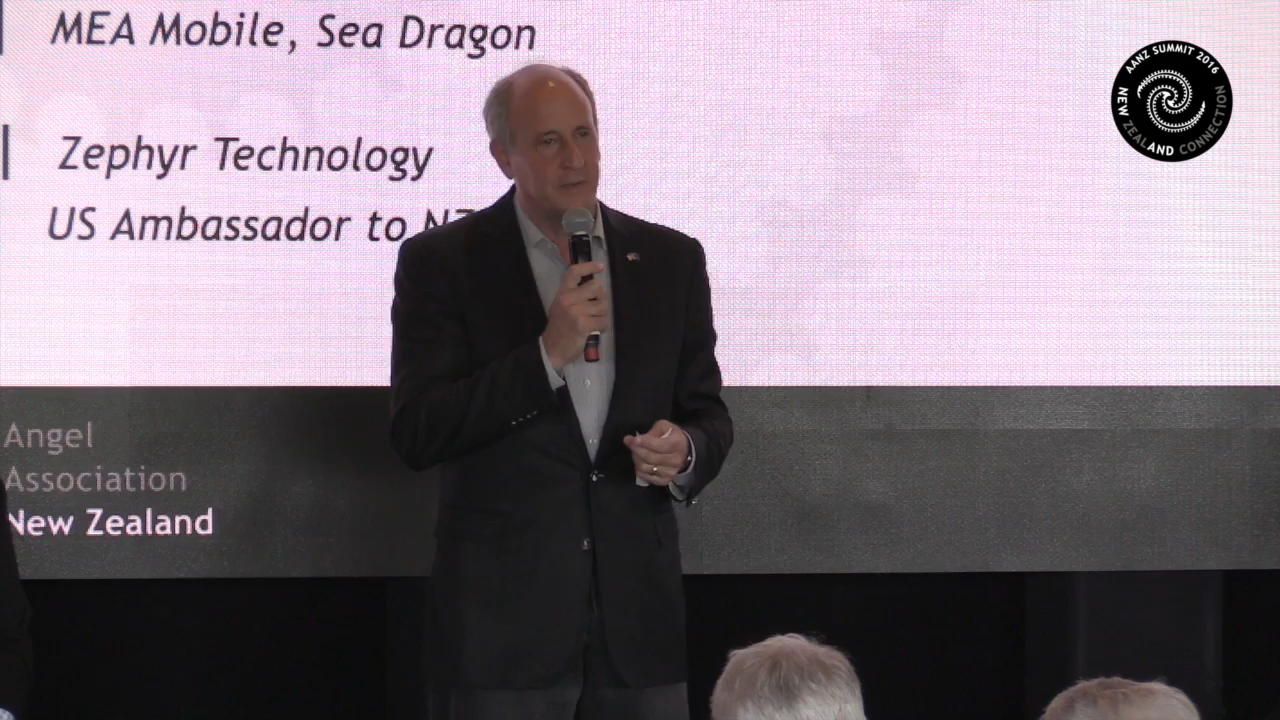 MEA Mobile, Sea Dragon
Zephyr Technology
US Ambassador to NZ
Angel
Association
New Zealand
AANZ SUMMIT 2016
NEW ZEALAND CONNECTION